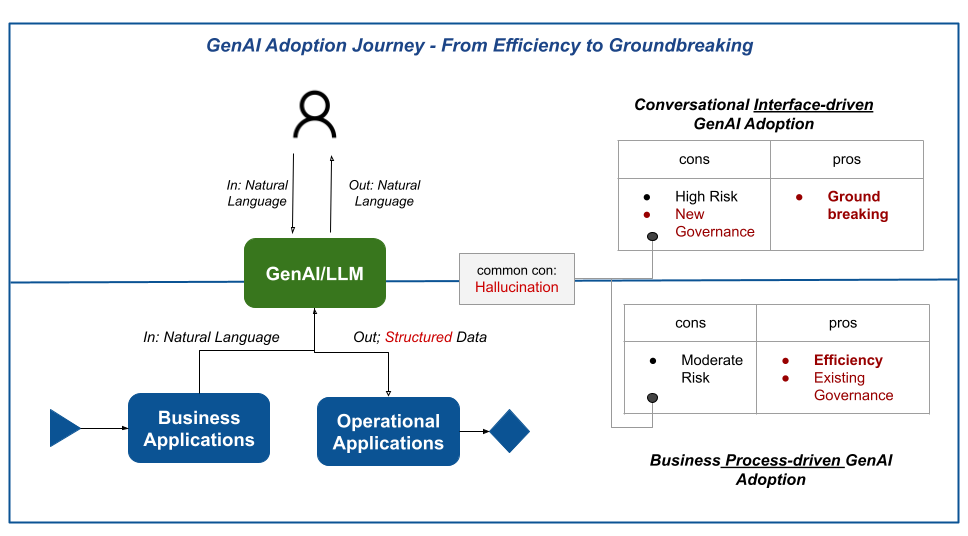 GenAI Adoption Journey - From Efficiency to Groundbreaking
Conversational Interface-driven
GenAI Adoption
cons
pros
High Risk
New
Governance
Ground
breaking
In: Natural
Language
Out: Natural
Language
GenAI/LLM
common con:
Hallucination
In: Natural Language
Out; Structured Data
cons
pros
Moderate
Risk
Efficiency
Existing
Governance
Business
Applications
Operational
Applications
Business Process-driven GenAI
Adoption